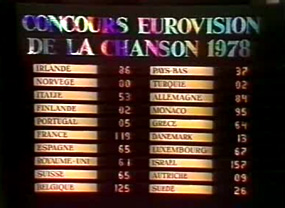 CONCOURS EUROVISION
DE LA CHANSON 1978
IRLANDE 86 PAYS-BAS 37
NORVEGE 00 TURQUIE 02
ITALIE 53 ALLEMAGNE 84
FINLANDE 02 MONACO 95
PORTUGAL 05 GRECE 64
FRANCE 119 DANEMARK 13
ESPAGNE 65 LUXEMBOURG 67
ROYAUME-UNI 61 ISRAEL 157
SUISSE 65 AUTRICHE 09
BELGIQUE 125 SUEDE 26